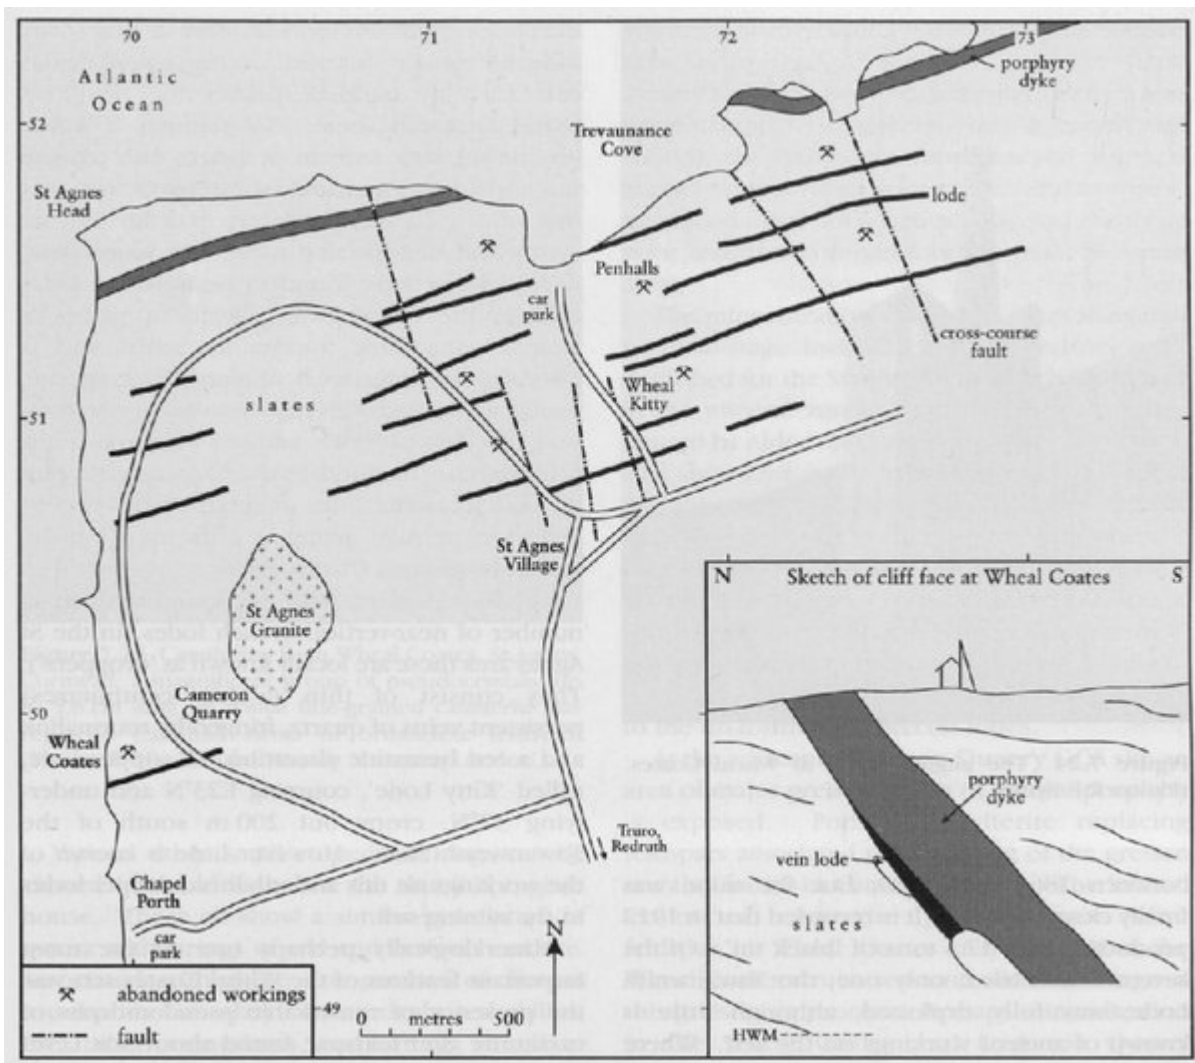 70
71
72
73
Atlantic
Ocean
porphyry
dyke
52
Trevaunance
Cove
St Agnes
Head
lode
Penhalls
car
park
cross-course
fault
Wheal
Kitty
slates
51
St Agnes
Village
N
Sketch of cliff face at Wheal Coates
S
St Agnes
Granite
Cameron
Quarry
50
Wheal
Coates
porphyry
dyke
Truro,
Redruth
vein lode
Chapel
Porth
slates
car
park
N
abandoned workings
49
0 metres 500
fault
HWM